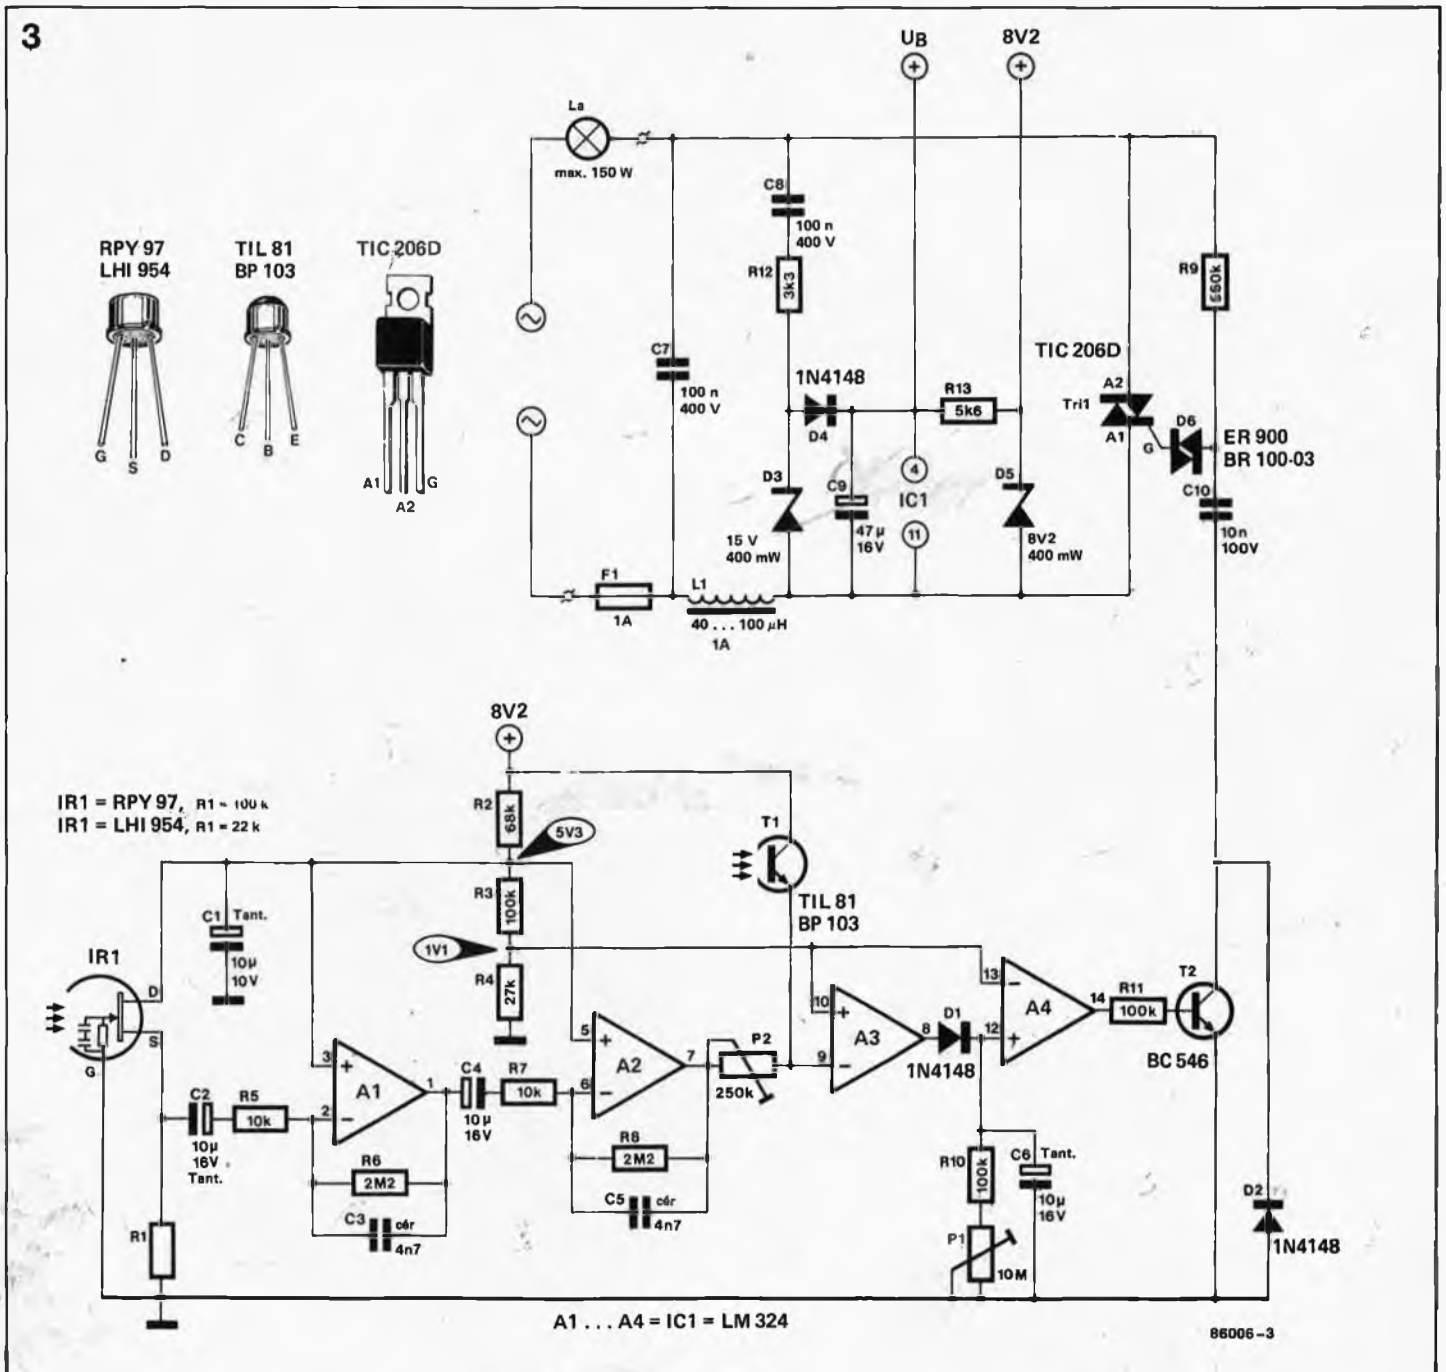 3
UB
8V2
La
max. 150 W
C8
100 n
400 V
R12
3k3
RPY 97
LHI 954
TIL 81
BP 103
TIC 206D
R9
C7
100 n
400 V
1N4148
D4
R13
5k6
TIC 206D
A2
Tri1
A1
G
D6
ER 900
BR 100-03
G
S
D
C
B
E
A1
A2
G
D3
15 V
400 mW
C9
47 µ
16V
4
IC1
11
D5
8V2
400 mW
C10
10n
100V
F1
1A
L1
40 . . . 100 µH
1A
8V2
IR1 = RPY 97, R1 = 100 k
IR1 = LHI 954, R1 = 22 k
R2
68k
5V3
T1
R3
100k
TIL 81
BP 103
C1
Tant.
10µ
10V
1V1
R4
27k
IR1
D
S
G
3
+
2
−
A1
1
C2
10µ
16V
Tant.
R5
10k
C4
10 µ
16V
R7
10k
5
+
6
−
A2
7
P2
250k
10
+
9
−
A3
8
D1
1N4148
13
−
12
+
A4
14
R11
100k
T2
BC 546
R6
2M2
C3
cér
4n7
R8
2M2
C5
cér
4n7
R10
100k
C6
Tant.
10µ
16V
P1
10M
R1
D2
1N4148
A1 . . . A4 = IC1 = LM 324
86006-3